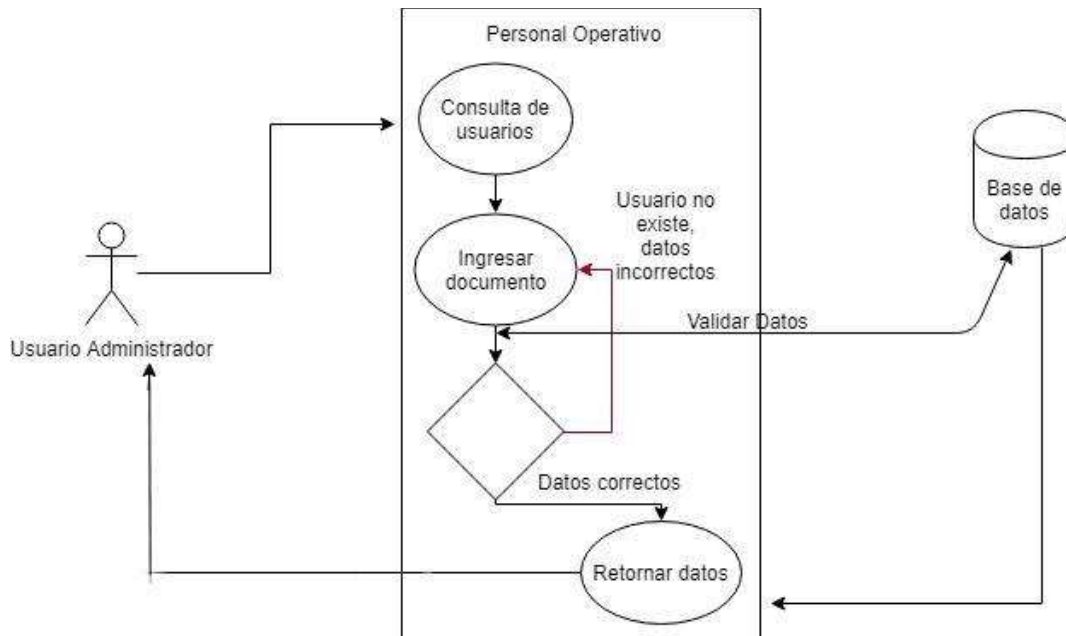 Personal Operativo
Consulta de
usuarios
Usuario no
existe,
datos
incorrectos
Base de
datos
Ingresar
documento
Validar Datos
Usuario Administrador
Datos correctos
Retornar datos